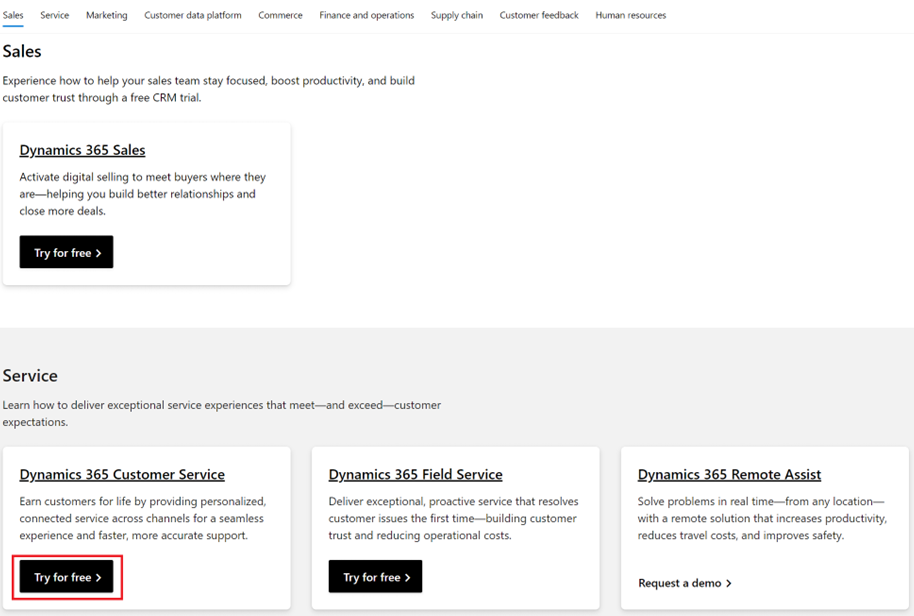 Sales Service Marketing Customer data platform Commerce Finance and operations Supply chain Customer feedback Human resources
Sales
Experience how to help your sales team stay focused, boost productivity, and build
customer trust through a free CRM trial.
Dynamics 365 Sales
Activate digital selling to meet buyers where they
are—helping you build better relationships and
close more deals.
Try for free >
Service
Learn how to deliver exceptional service experiences that meet—and exceed—customer
expectations.
Dynamics 365 Customer Service
Earn customers for life by providing personalized,
connected service across channels for a seamless
experience and faster, more accurate support.
Try for free >
Dynamics 365 Field Service
Deliver exceptional, proactive service that resolves
customer issues the first time—building customer
trust and reducing operational costs.
Try for free >
Dynamics 365 Remote Assist
Solve problems in real time—from any location—
with a remote solution that increases productivity,
reduces travel costs, and improves safety.
Request a demo >